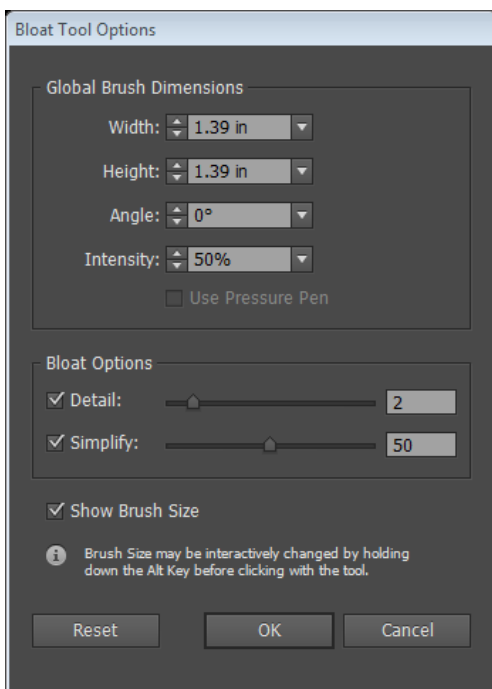 Bloat Tool Options
Global Brush Dimensions
Width: 1.39 in
Height: 1.39 in
Angle: 0°
Intensity: 50%
Use Pressure Pen
Bloat Options
Detail: 2
Simplify: 50
Show Brush Size
Brush Size may be interactively changed by holding
down the Alt Key before clicking with the tool.
Reset OK Cancel